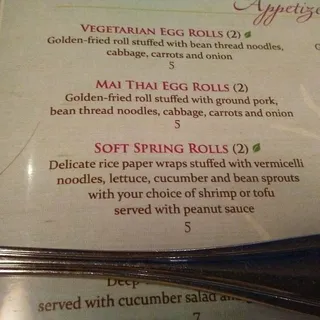 Appetize
VEGETARIAN EGG ROLLS (2)
Golden-fried roll stuffed with bean thread noodles,
cabbage, carrots and onion
5
MAI THAI EGG ROLLS (2)
Golden-fried roll stuffed with ground pork,
bean thread noodles, cabbage, carrots and onion
5
SOFT SPRING ROLLS (2)
Delicate rice paper wraps stuffed with vermicelli
noodles, lettuce, cucumber and bean sprouts
with your choice of shrimp or tofu
served with peanut sauce
5
Deep
served with cucumber salad
7